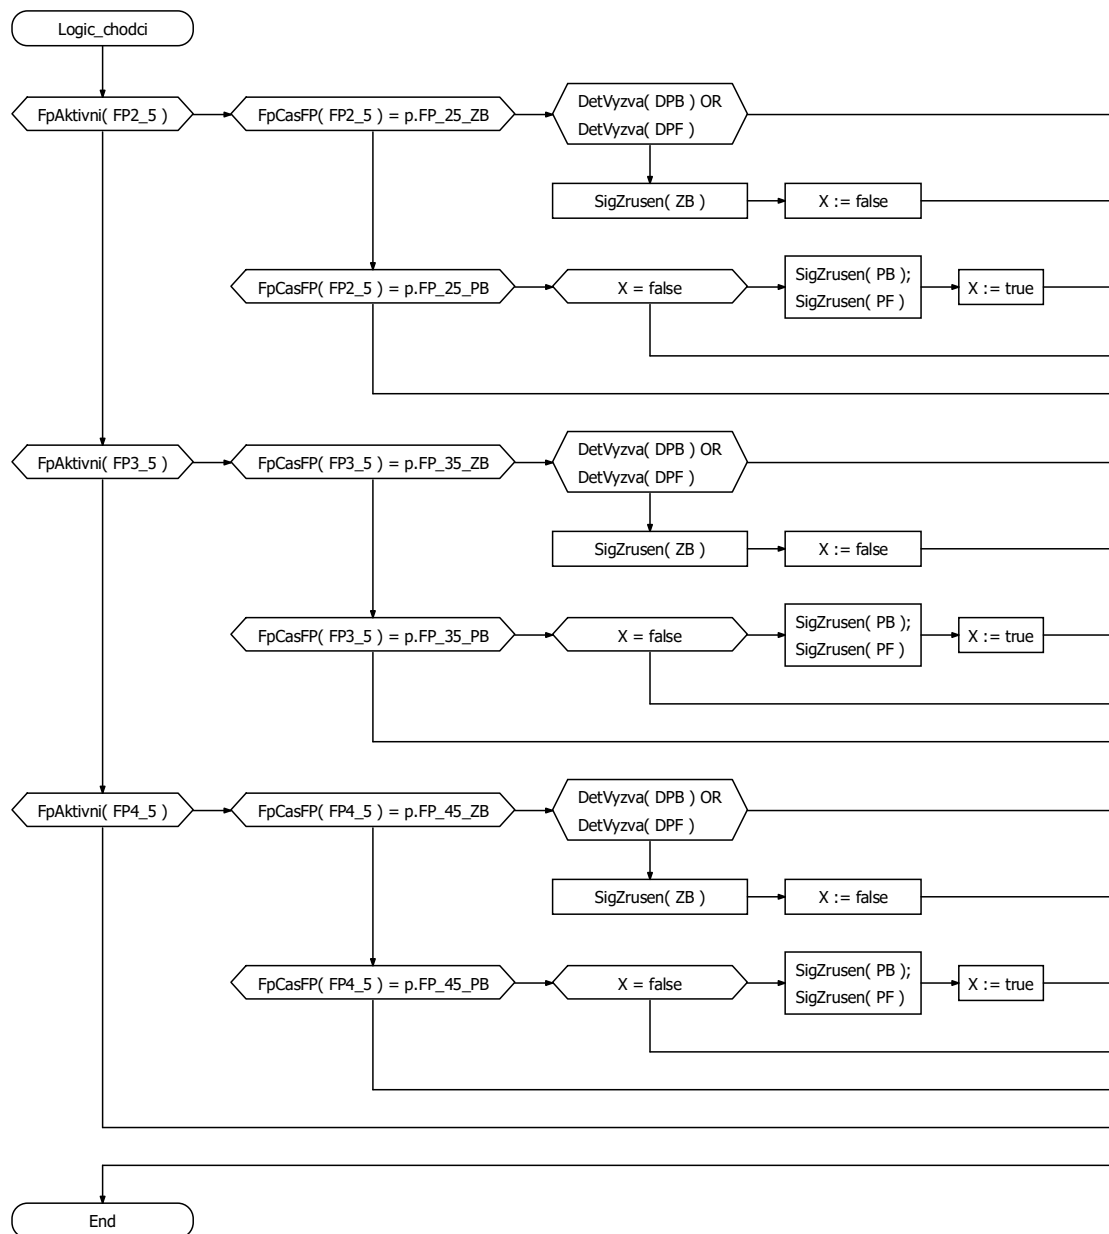 Logic_chodci
FpAktivni( FP2_5 )
FpCasFP( FP2_5 ) = p.FP_25_ZB
DetVyzva( DPB ) OR
DetVyzva( DPF )
SigZrusen( ZB )
X := false
FpCasFP( FP2_5 ) = p.FP_25_PB
X = false
SigZrusen( PB );
SigZrusen( PF )
X := true
FpAktivni( FP3_5 )
FpCasFP( FP3_5 ) = p.FP_35_ZB
DetVyzva( DPB ) OR
DetVyzva( DPF )
SigZrusen( ZB )
X := false
FpCasFP( FP3_5 ) = p.FP_35_PB
X = false
SigZrusen( PB );
SigZrusen( PF )
X := true
FpAktivni( FP4_5 )
FpCasFP( FP4_5 ) = p.FP_45_ZB
DetVyzva( DPB ) OR
DetVyzva( DPF )
SigZrusen( ZB )
X := false
FpCasFP( FP4_5 ) = p.FP_45_PB
X = false
SigZrusen( PB );
SigZrusen( PF )
X := true
End